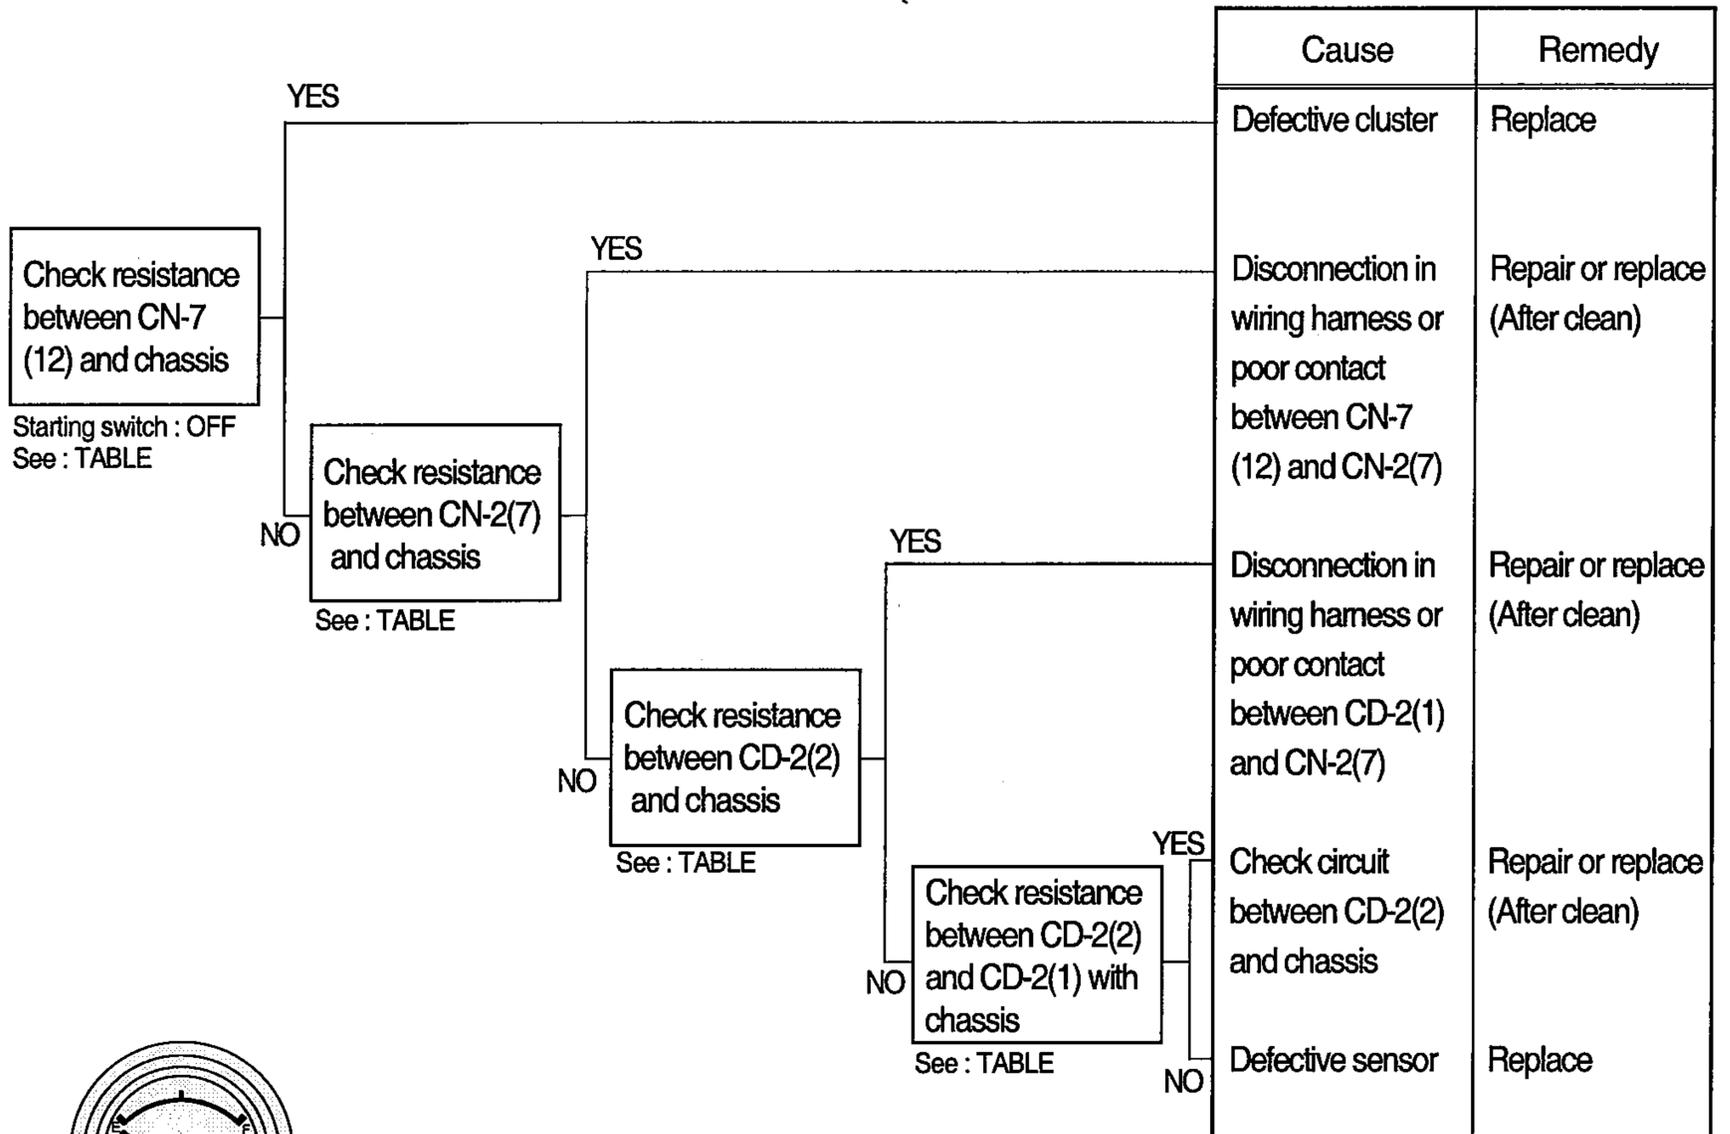 Cause
Remedy
YES
Defective cluster
Replace
Check resistance
between CN-7
(12) and chassis
Starting switch : OFF
See : TABLE
YES
Disconnection in
wiring harness or
poor contact
between CN-7
(12) and CN-2(7)
Repair or replace
(After clean)
NO
Check resistance
between CN-2(7)
and chassis
See : TABLE
YES
Disconnection in
wiring harness or
poor contact
between CD-2(1)
and CN-2(7)
Repair or replace
(After clean)
NO
Check resistance
between CD-2(2)
and chassis
See : TABLE
YES
Check circuit
between CD-2(2)
and chassis
Repair or replace
(After clean)
NO
Check resistance
between CD-2(2)
and CD-2(1) with
chassis
See : TABLE
NO
Defective sensor
Replace
E
F